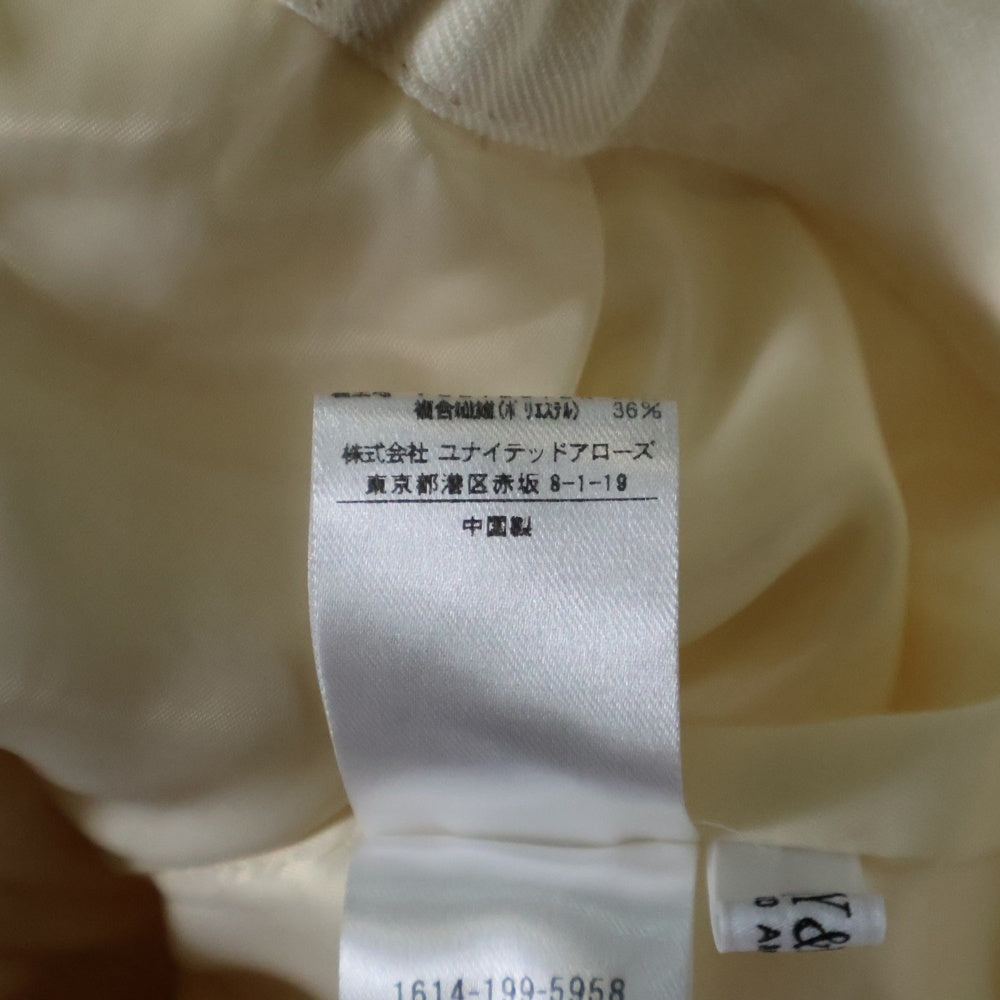 複合繊維(ポリエステル) 36%
株式会社 ユナイテッドアローズ
東京都港区赤坂 8-1-19
中国製
1614-199-5958
Y&
D A